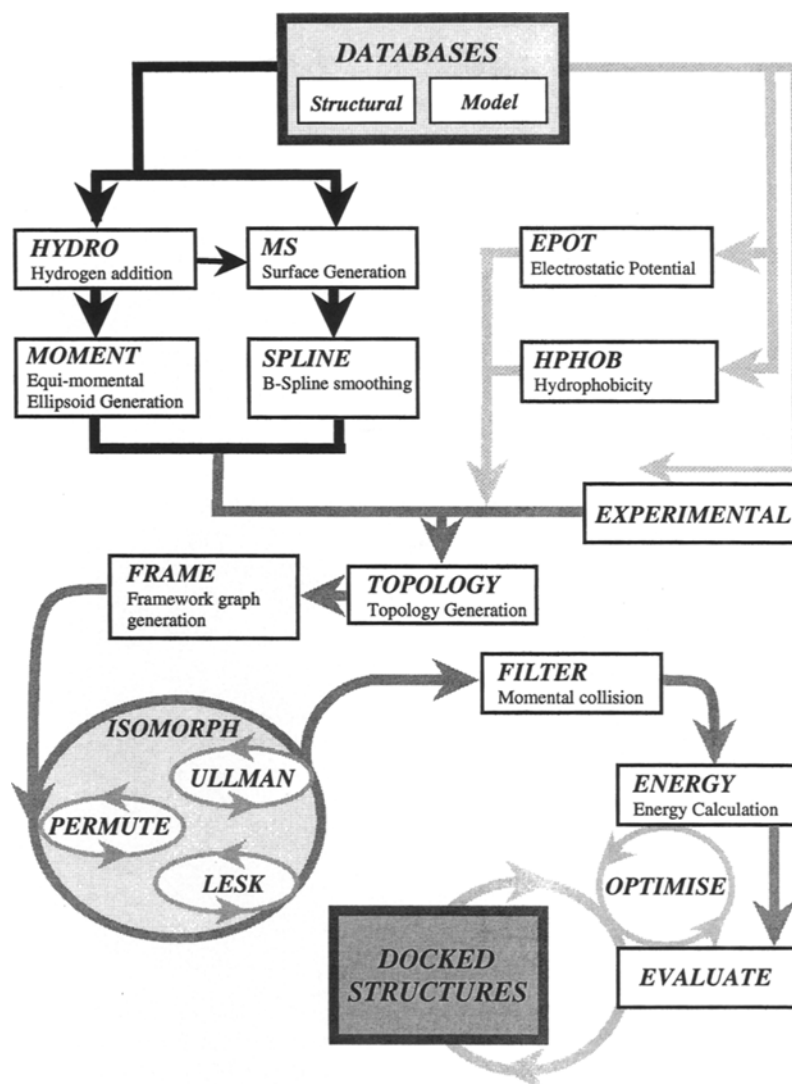 DATABASES
Structural
Model
HYDRO
Hydrogen addition
MS
Surface Generation
EPOT
Electrostatic Potential
MOMENT
Equi-momental
Ellipsoid Generation
SPLINE
B-Spline smoothing
HPHOB
Hydrophobicity
EXPERIMENTAL
FRAME
Framework graph
generation
TOPOLOGY
Topology Generation
FILTER
Momental collision
ISOMORPH
ULLMAN
PERMUTE
LESK
ENERGY
Energy Calculation
OPTIMISE
DOCKED
STRUCTURES
EVALUATE